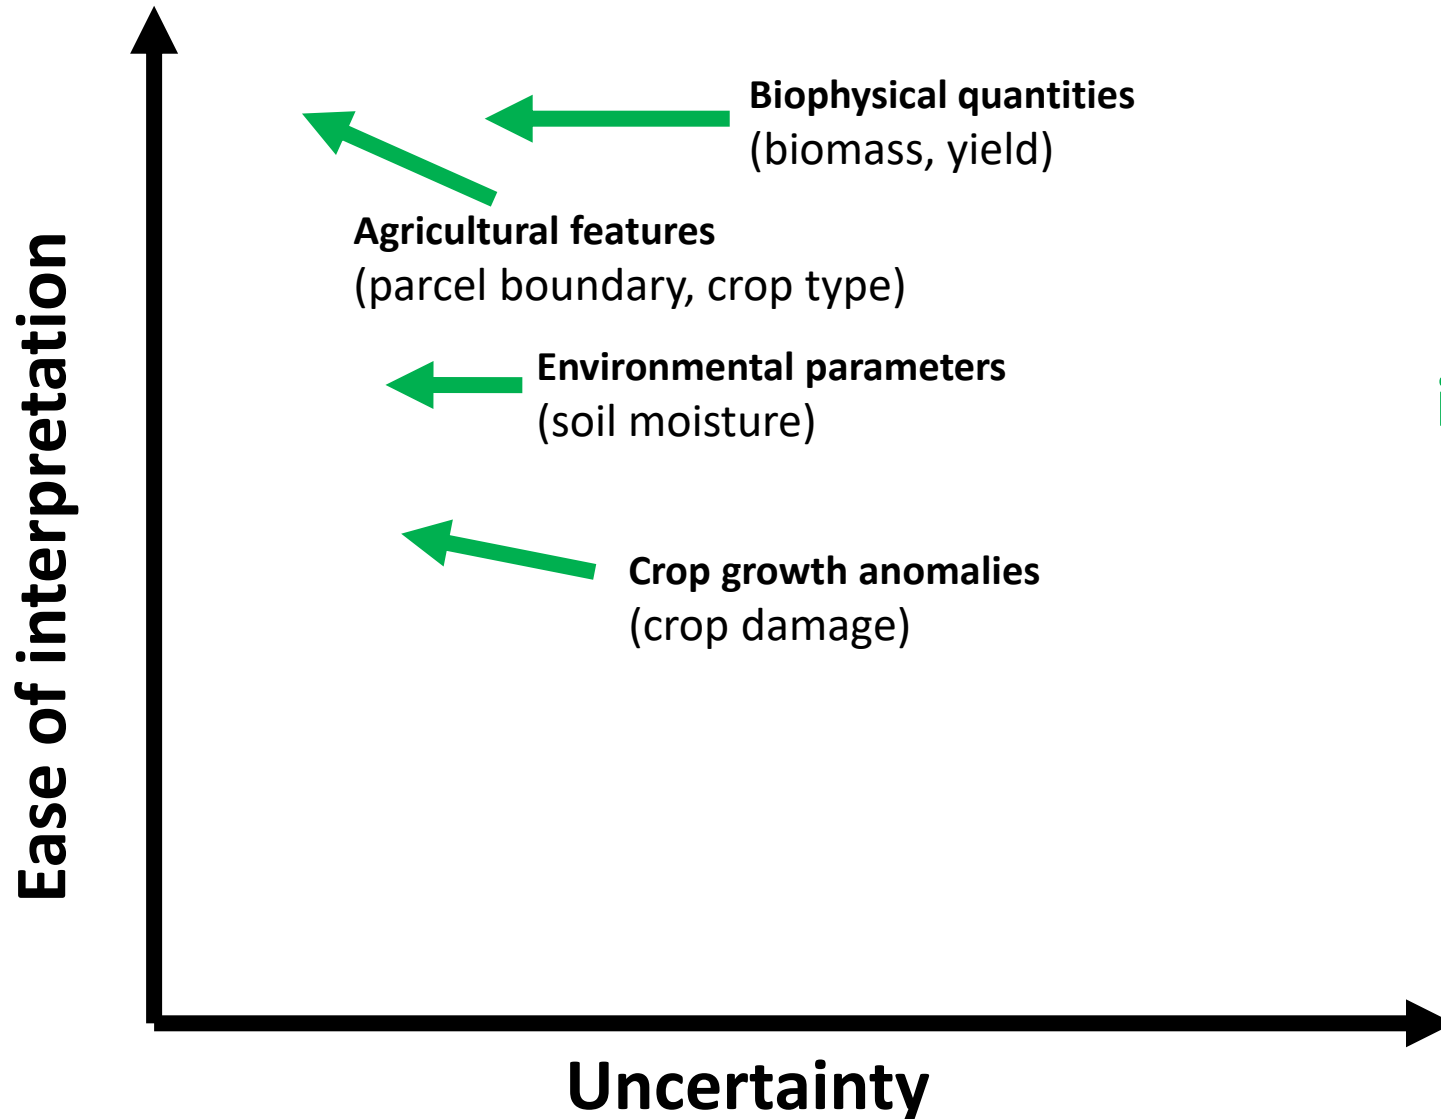 Ease of interpretation
Biophysical quantities
(biomass, yield)
Agricultural features
(parcel boundary, crop type)
Environmental parameters
(soil moisture)
Crop growth anomalies
(crop damage)
Uncertainty